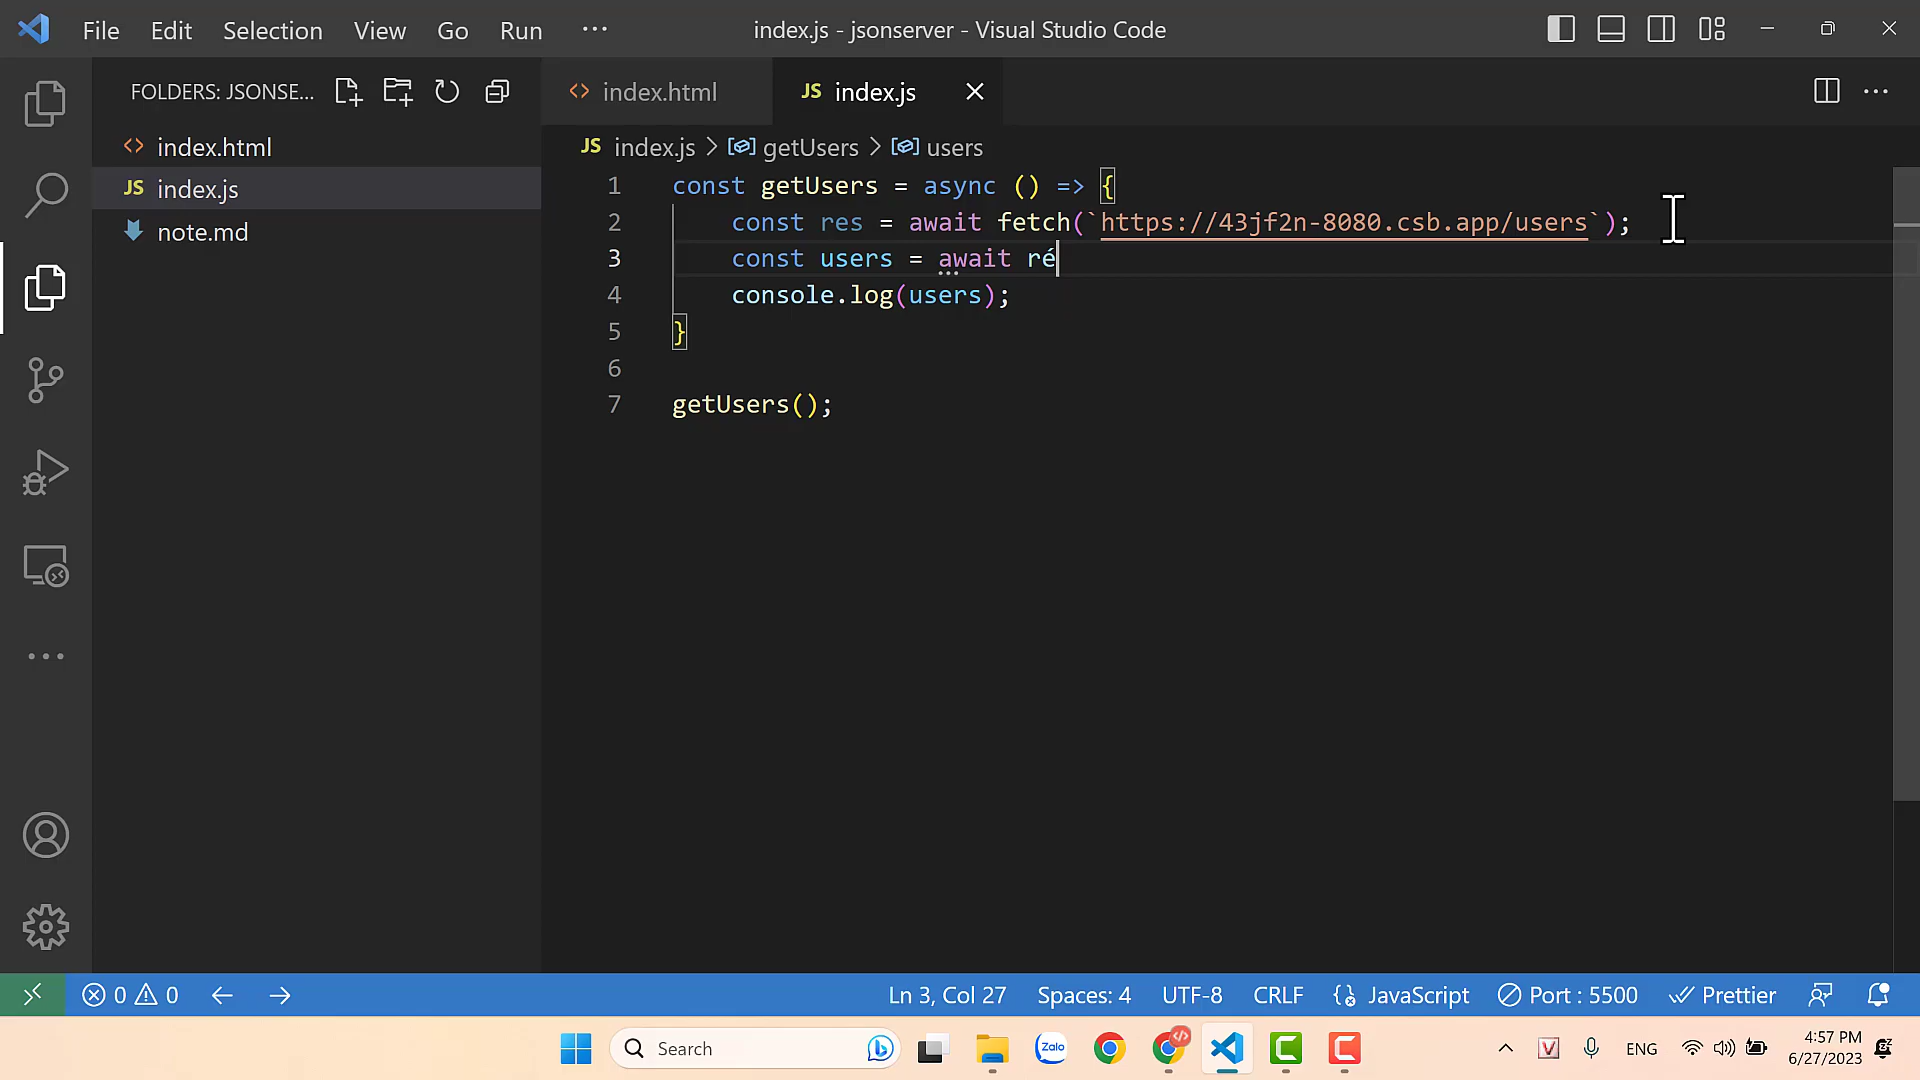 File Edit Selection View Go Run ··· index.js - jsonserver - Visual Studio Code
FOLDERS: JSONSE...
index.html
JS index.js
note.md
index.html JS index.js
JS index.js > getUsers > users
1 const getUsers = async () => {
2 const res = await fetch(`https://43jf2n-8080.csb.app/users`);
3 const users = await ré
4 console.log(users);
5 }
6
7 getUsers();
0 0 Ln 3, Col 27 Spaces: 4 UTF-8 CRLF JavaScript Port : 5500 Prettier
Search Zalo V ENG 4:57 PM
6/27/2023